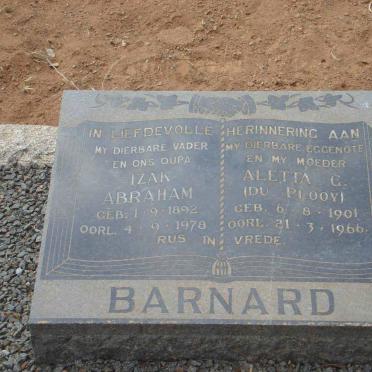 IN LIEFDEVOLLE HERINNERING AAN
MY DIERBARE VADER
EN ONS OUPA
IZAK
ABRAHAM
GEB. 1 · 9 · 1892
OORL. 4 · 9 · 1978
MY DIERBARE EGGENOTE
EN MY MOEDER
ALETTA G.
(DU PLOOY)
GEB. 6 · 8 · 1901
OORL. 21 · 3 · 1966.
RUS IN VREDE.
BARNARD